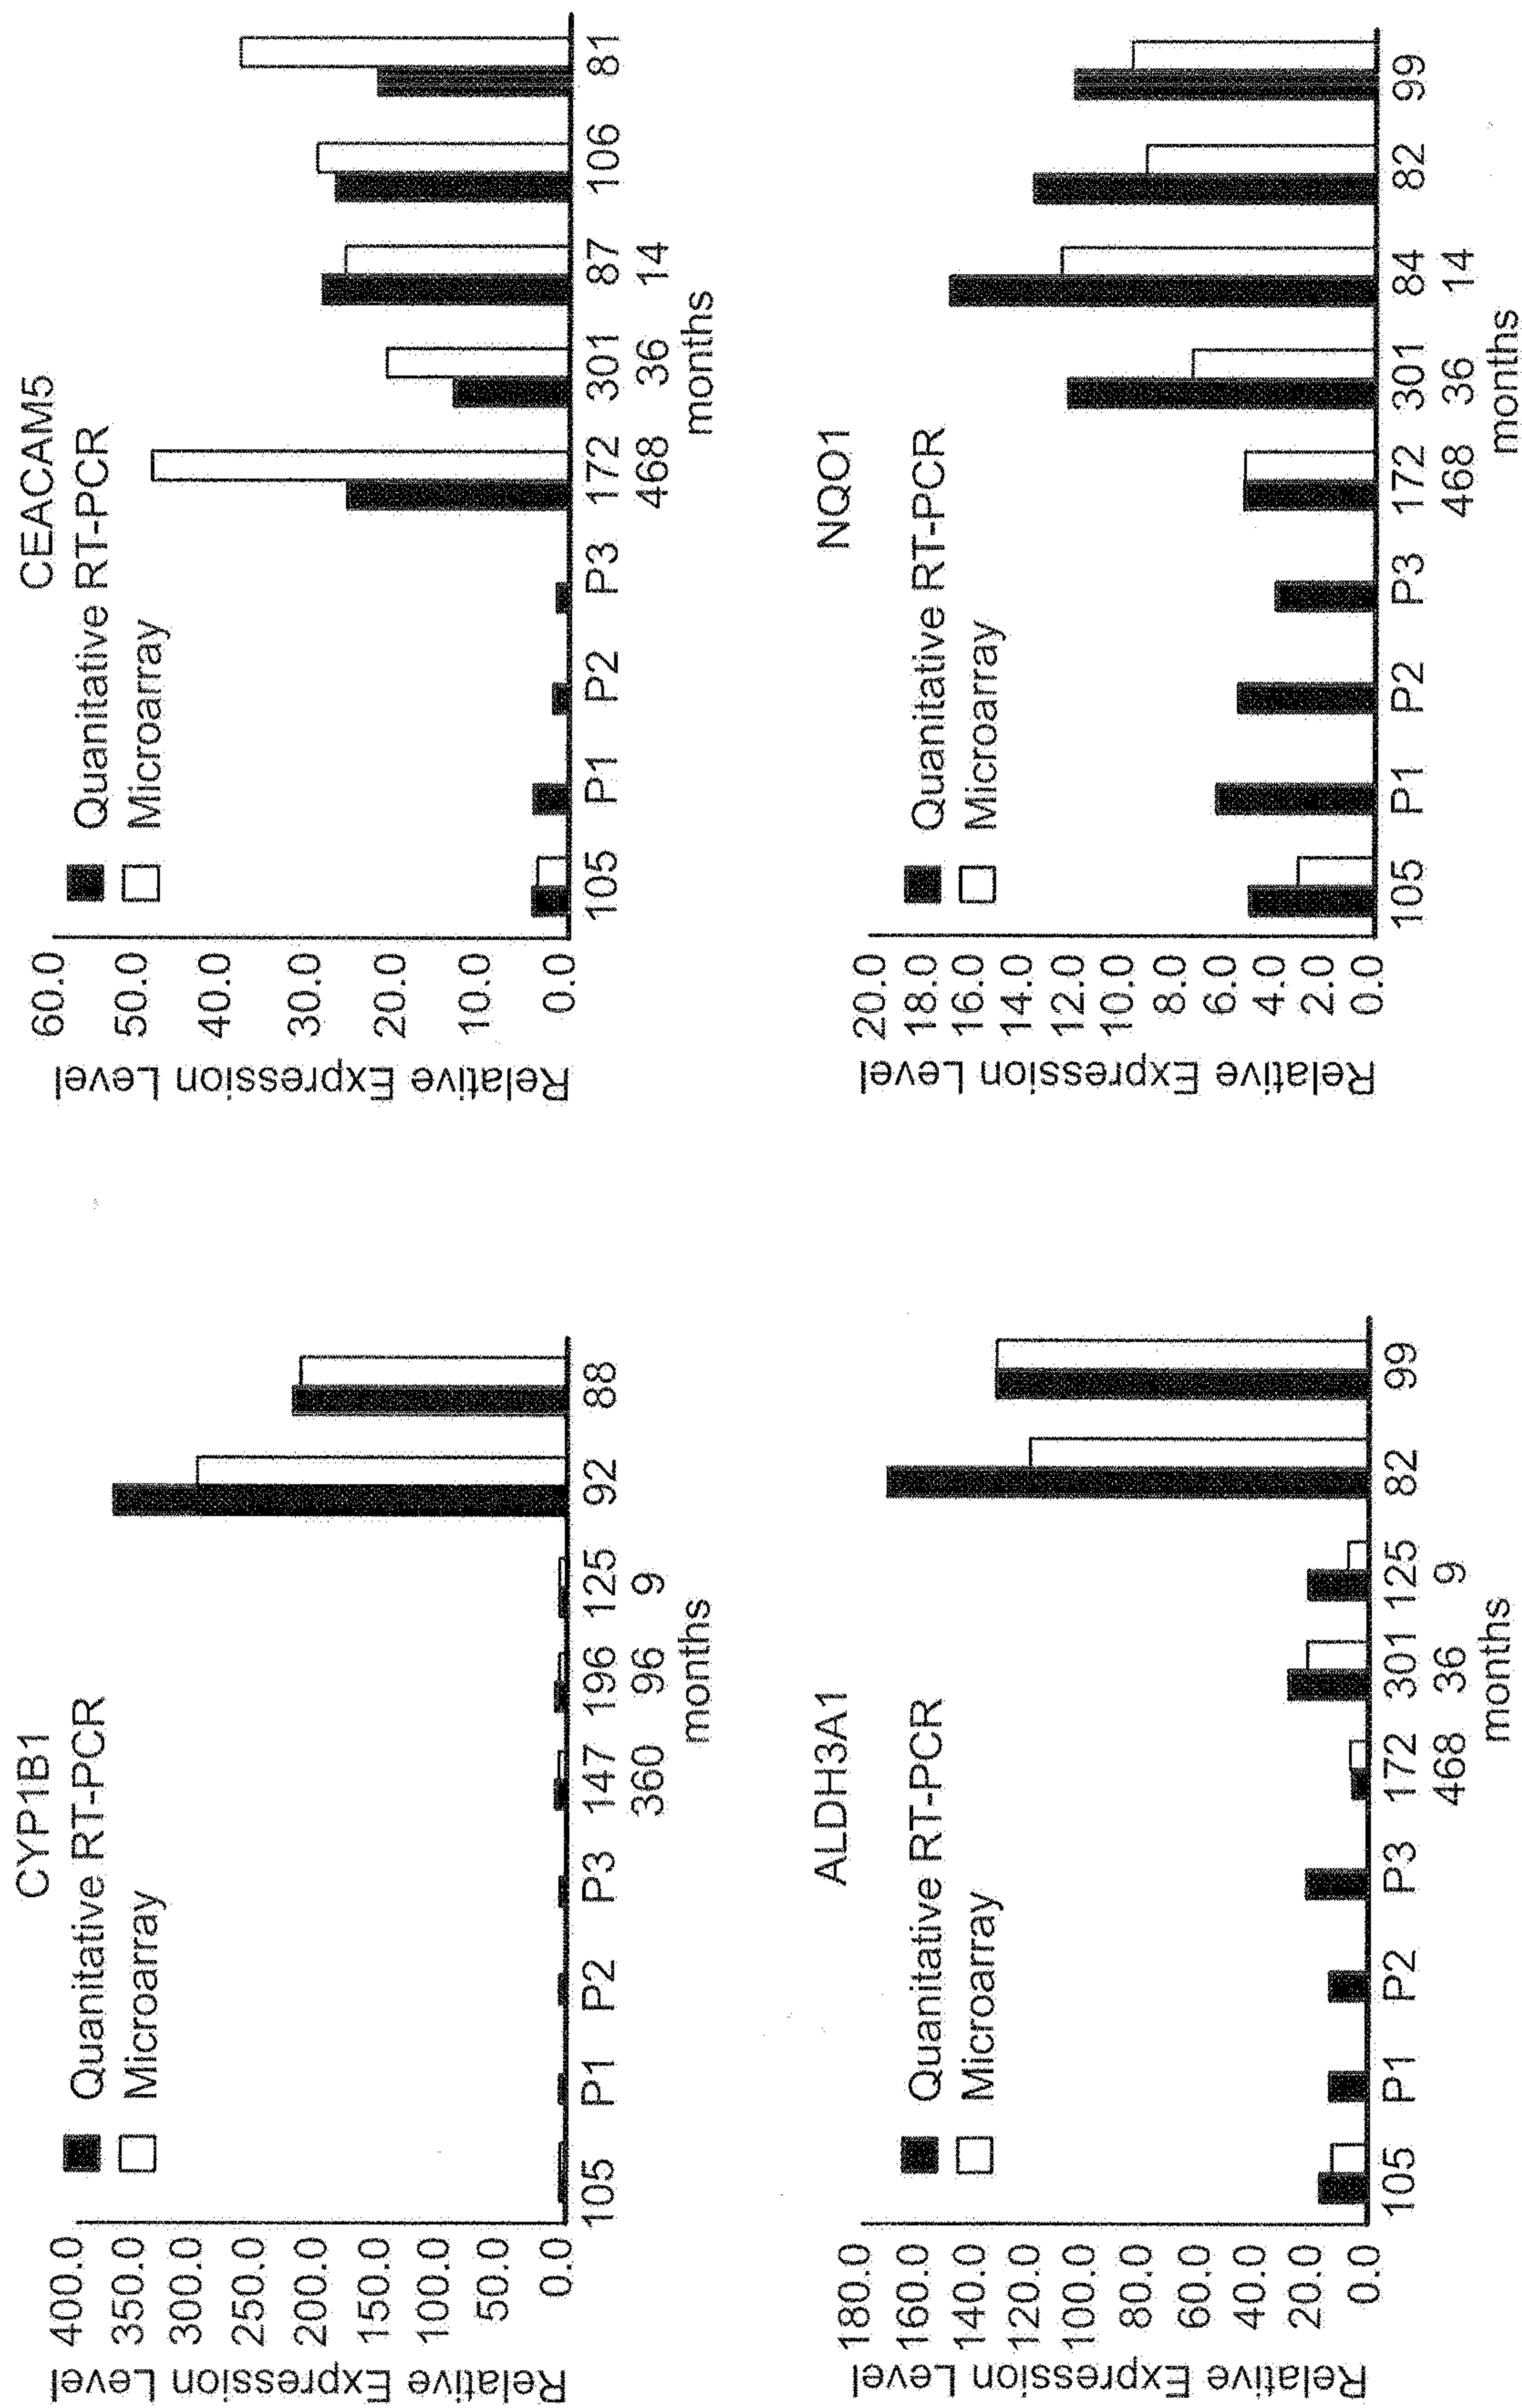 CYP1B1
Quanitative RT-PCR
Microarray
Relative Expression Level
400.0
350.0
300.0
250.0
200.0
150.0
100.0
50.0
0.0
105 P1 P2 P3 147 196 125 92 88
360 96 9
months
CEACAM5
Quanitative RT-PCR
Microarray
Relative Expression Level
60.0
50.0
40.0
30.0
20.0
10.0
0.0
105 P1 P2 P3 172 301 87 106 81
468 36 14
months
ALDH3A1
Quanitative RT-PCR
Microarray
Relative Expression Level
180.0
160.0
140.0
120.0
100.0
80.0
60.0
40.0
20.0
0.0
105 P1 P2 P3 172 301 125 82 99
468 36 9
months
NQO1
Quanitative RT-PCR
Microarray
Relative Expression Level
20.0
18.0
16.0
14.0
12.0
10.0
8.0
6.0
4.0
2.0
0.0
105 P1 P2 P3 172 301 84 82 99
468 36 14
months